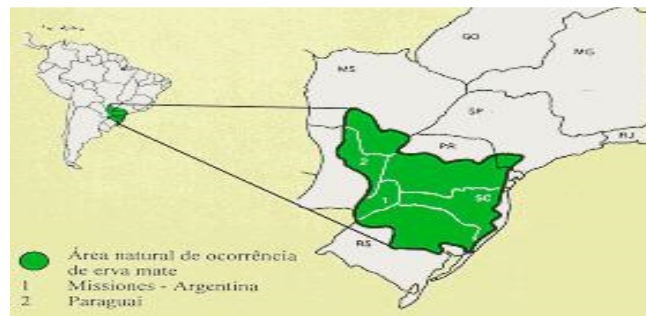 GO
MG
MS
SP
RJ
PR
2
1
SC
RS
Área natural de ocorrência
de erva mate
1 Missiones - Argentina
2 Paraguai